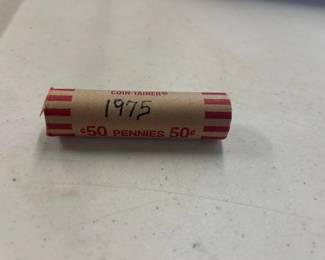 COIN-TAINER®
1975
¢50 PENNIES 50¢